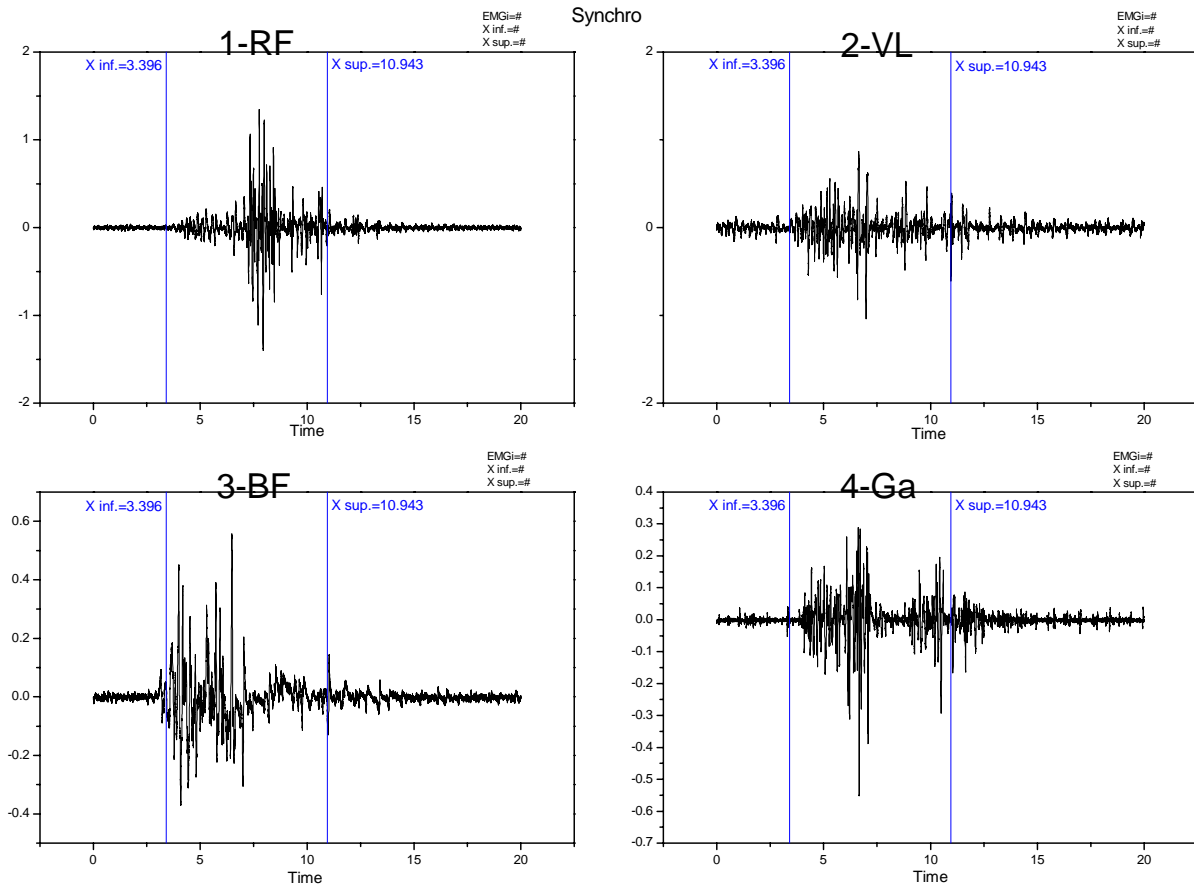 Synchro
EMGi=#
X inf.=#
X sup.=#
1-RF
X inf.=3.396
X sup.=10.943
2
1
0
-1
-2
0 5 10 15 20
Time
EMGi=#
X inf.=#
X sup.=#
2-VL
X inf.=3.396
X sup.=10.943
2
1
0
-1
-2
0 5 10 15 20
Time
EMGi=#
X inf.=#
X sup.=#
3-BF
X inf.=3.396
X sup.=10.943
0.6
0.4
0.2
0.0
-0.2
-0.4
0 5 10 15 20
Time
EMGi=#
X inf.=#
X sup.=#
4-Ga
X inf.=3.396
X sup.=10.943
0.4
0.3
0.2
0.1
0.0
-0.1
-0.2
-0.3
-0.4
-0.5
-0.6
-0.7
0 5 10 15 20
Time